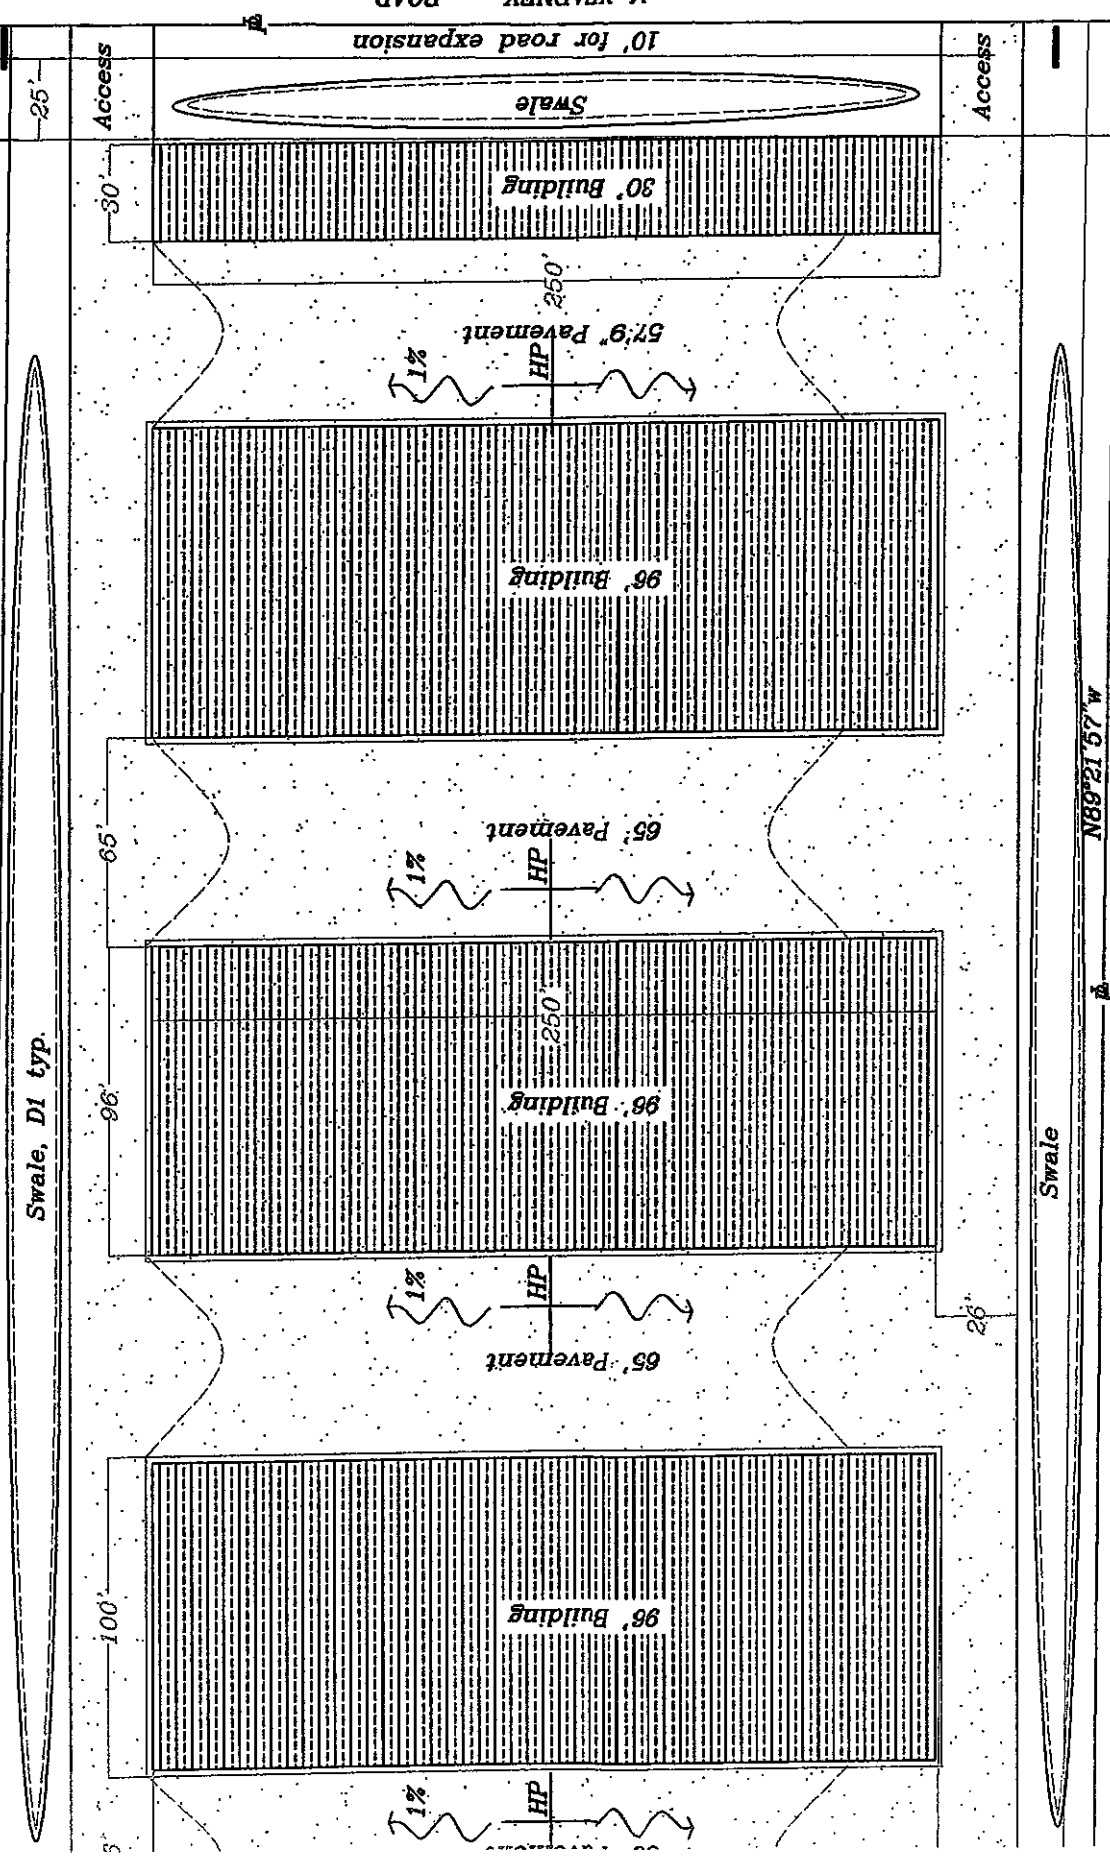 10' for road expansion
Access
Access
25'
Swale
30'
30' Building
250'
57'9" Pavement
1%
HP
96' Building
65'
65' Pavement
1%
HP
N89°21'57"W
250'
96'
96' Building
Swale, D1 typ.
Swale
1%
HP
26'
65' Pavement
100'
96' Building
1%
HP